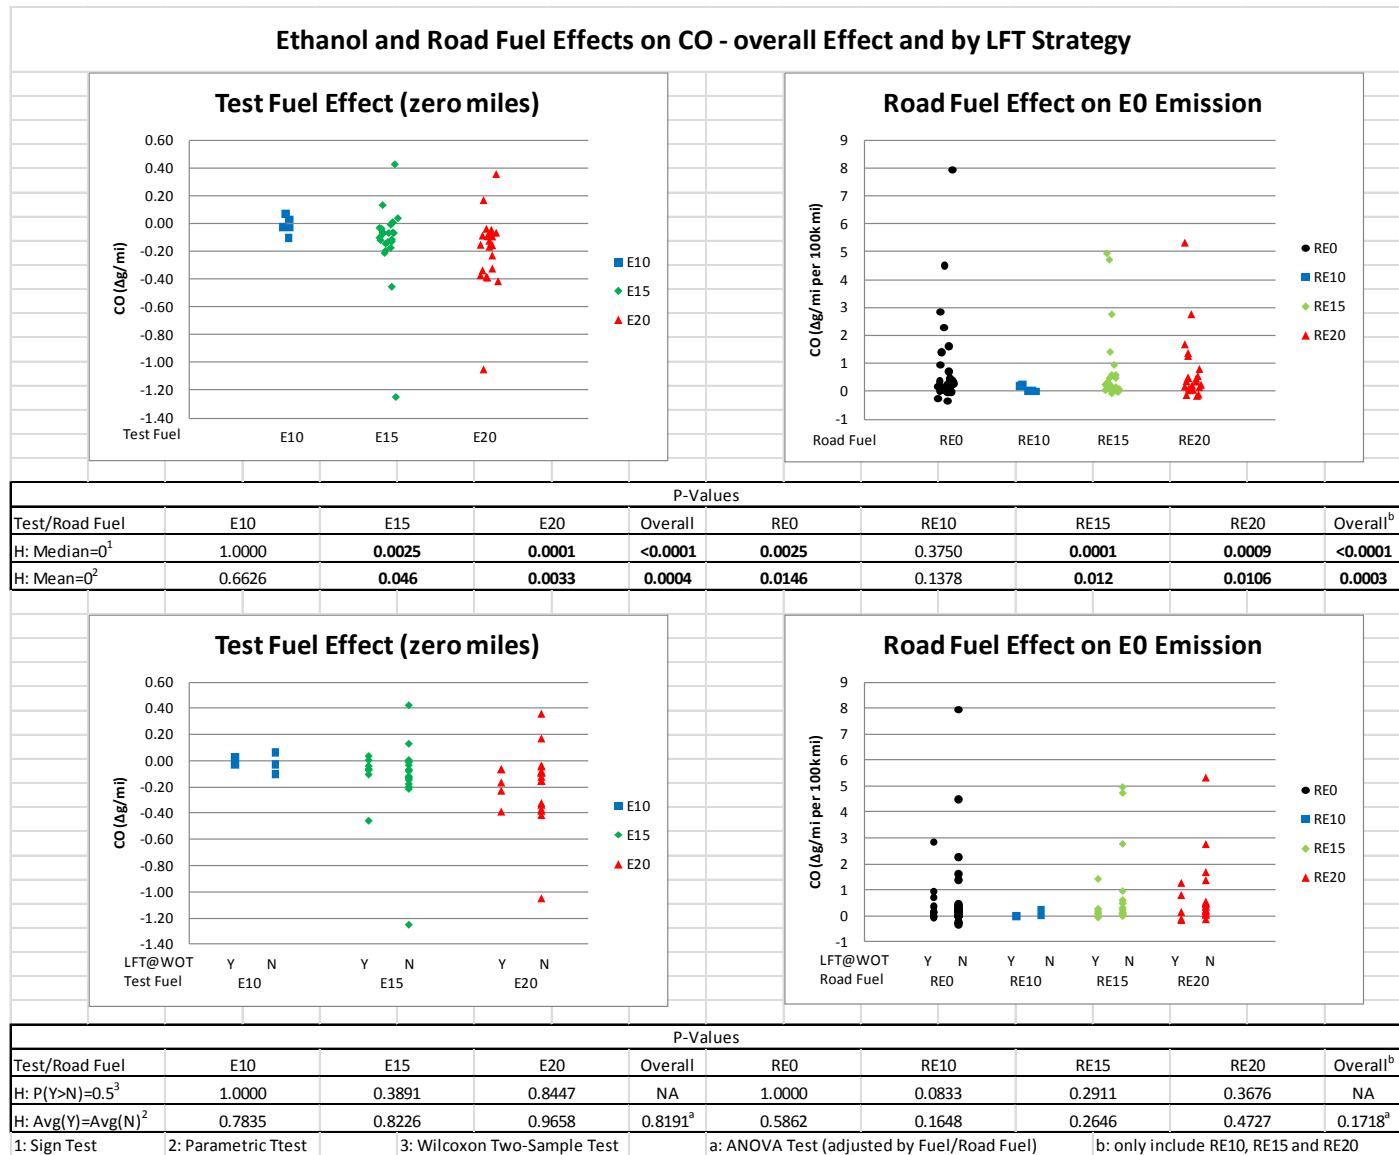 Ethanol and Road Fuel Effects on CO - overall Effect and by LFT Strategy
Test Fuel Effect (zero miles)
0.60
0.40
0.20
0.00
-0.20
-0.40
-0.60
-0.80
-1.00
-1.20
-1.40
CO (Δg/mi)
Test Fuel E10 E15 E20
E10
E15
E20
Road Fuel Effect on E0 Emission
9
8
7
6
5
4
3
2
1
0
-1
CO (Δg/mi per 100k mi)
Road Fuel RE0 RE10 RE15 RE20
RE0
RE10
RE15
RE20
P-Values
Test/Road Fuel E10 E15 E20 Overall RE0 RE10 RE15 RE20 Overall^b
H: Median=0^1 1.0000 0.0025 0.0001 <0.0001 0.0025 0.3750 0.0001 0.0009 <0.0001
H: Mean=0^2 0.6626 0.046 0.0033 0.0004 0.0146 0.1378 0.012 0.0106 0.0003
Test Fuel Effect (zero miles)
0.60
0.40
0.20
0.00
-0.20
-0.40
-0.60
-0.80
-1.00
-1.20
-1.40
CO (Δg/mi)
LFT@WOT Y N Y N Y N
Test Fuel E10 E15 E20
E10
E15
E20
Road Fuel Effect on E0 Emission
9
8
7
6
5
4
3
2
1
0
-1
CO (Δg/mi per 100k mi)
LFT@WOT Y N Y N Y N Y N
Road Fuel RE0 RE10 RE15 RE20
RE0
RE10
RE15
RE20
P-Values
Test/Road Fuel E10 E15 E20 Overall RE0 RE10 RE15 RE20 Overall^b
H: P(Y>N)=0.5^3 1.0000 0.3891 0.8447 NA 1.0000 0.0833 0.2911 0.3676 NA
H: Avg(Y)=Avg(N)^2 0.7835 0.8226 0.9658 0.8191^a 0.5862 0.1648 0.2646 0.4727 0.1718^a
1: Sign Test 2: Parametric Ttest 3: Wilcoxon Two-Sample Test a: ANOVA Test (adjusted by Fuel/Road Fuel) b: only include RE10, RE15 and RE20